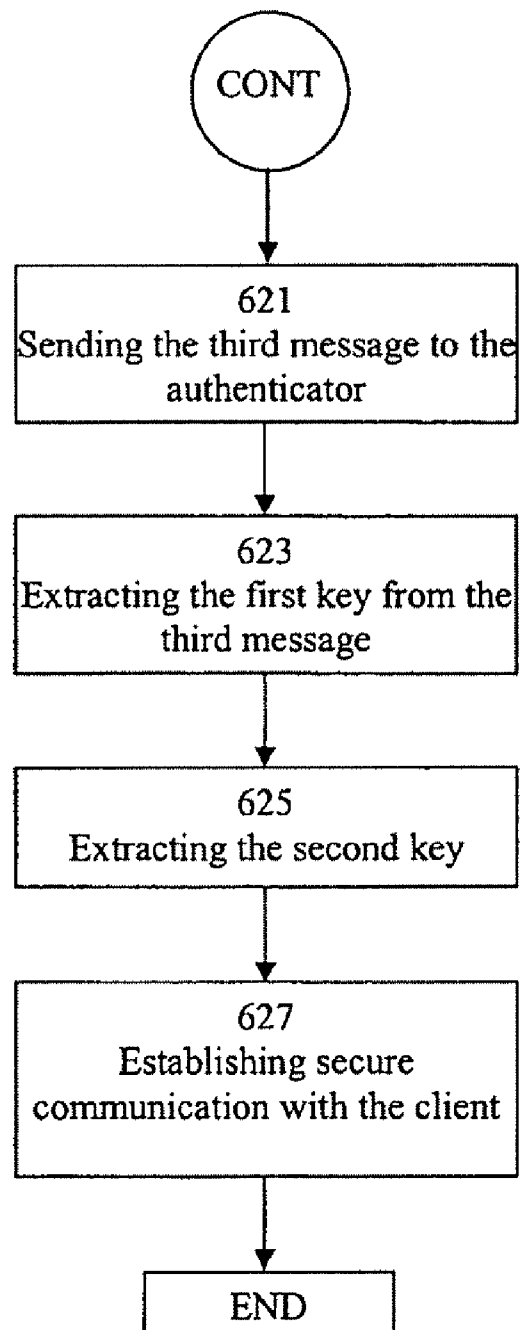 CONT
621
Sending the third message to the
authenticator
623
Extracting the first key from the
third message
625
Extracting the second key
627
Establishing secure
communication with the client
END